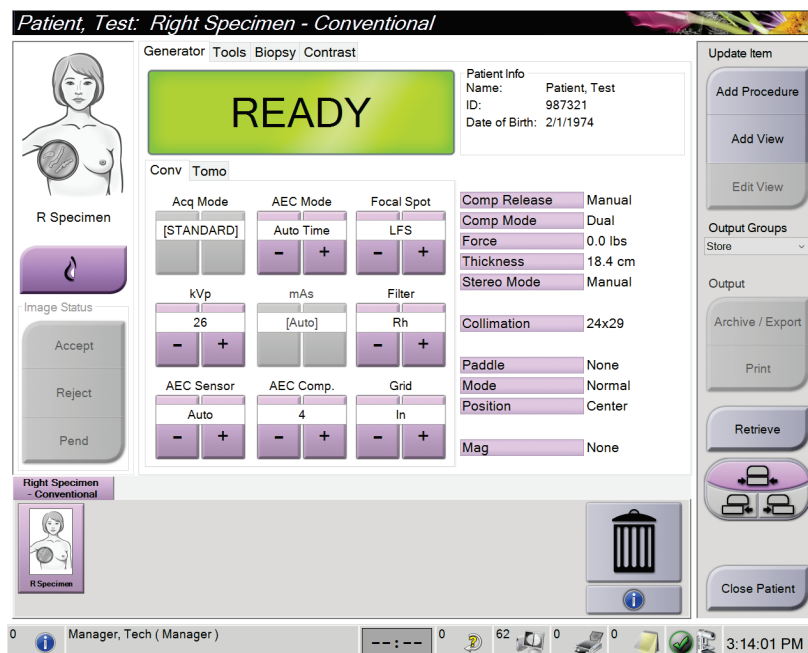 Patient, Test: Right Specimen - Conventional
Generator Tools Biopsy Contrast
READY
Patient Info
Name: Patient, Test
ID: 987321
Date of Birth: 2/1/1974
R Specimen
Image Status
Accept
Reject
Pend
Conv Tomo
Acq Mode AEC Mode Focal Spot
[STANDARD] Auto Time LFS
- + - +
kVp mAs Filter
26 [Auto] Rh
- + - +
AEC Sensor AEC Comp. Grid
Auto 4 In
- + - + - +
Comp Release Manual
Comp Mode Dual
Force 0.0 lbs
Thickness 18.4 cm
Stereo Mode Manual
Collimation 24x29
Paddle None
Mode Normal
Position Center
Mag None
Update Item
Add Procedure
Add View
Edit View
Output Groups
Store
Output
Archive / Export
Print
Retrieve
Close Patient
Right Specimen
- Conventional
R Specimen
0 Manager, Tech ( Manager ) --:-- 0 62 0 0 3:14:01 PM